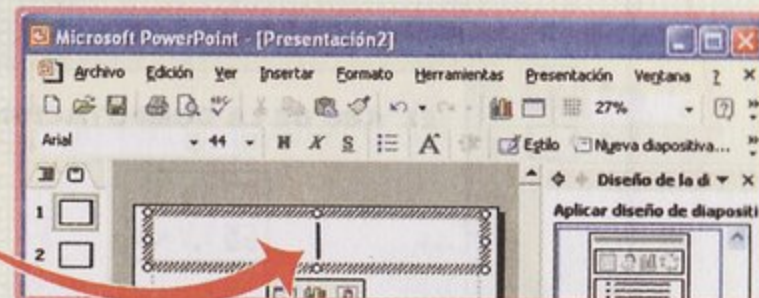 Microsoft PowerPoint - [Presentación2]
Archivo Edición Ver Insertar Formato Herramientas Presentación Ventana ? ×
27%
Arial 44 N X S A Estilo Nueva diapositiva...
Diseño de la di
Aplicar diseño de diapositi
1
2